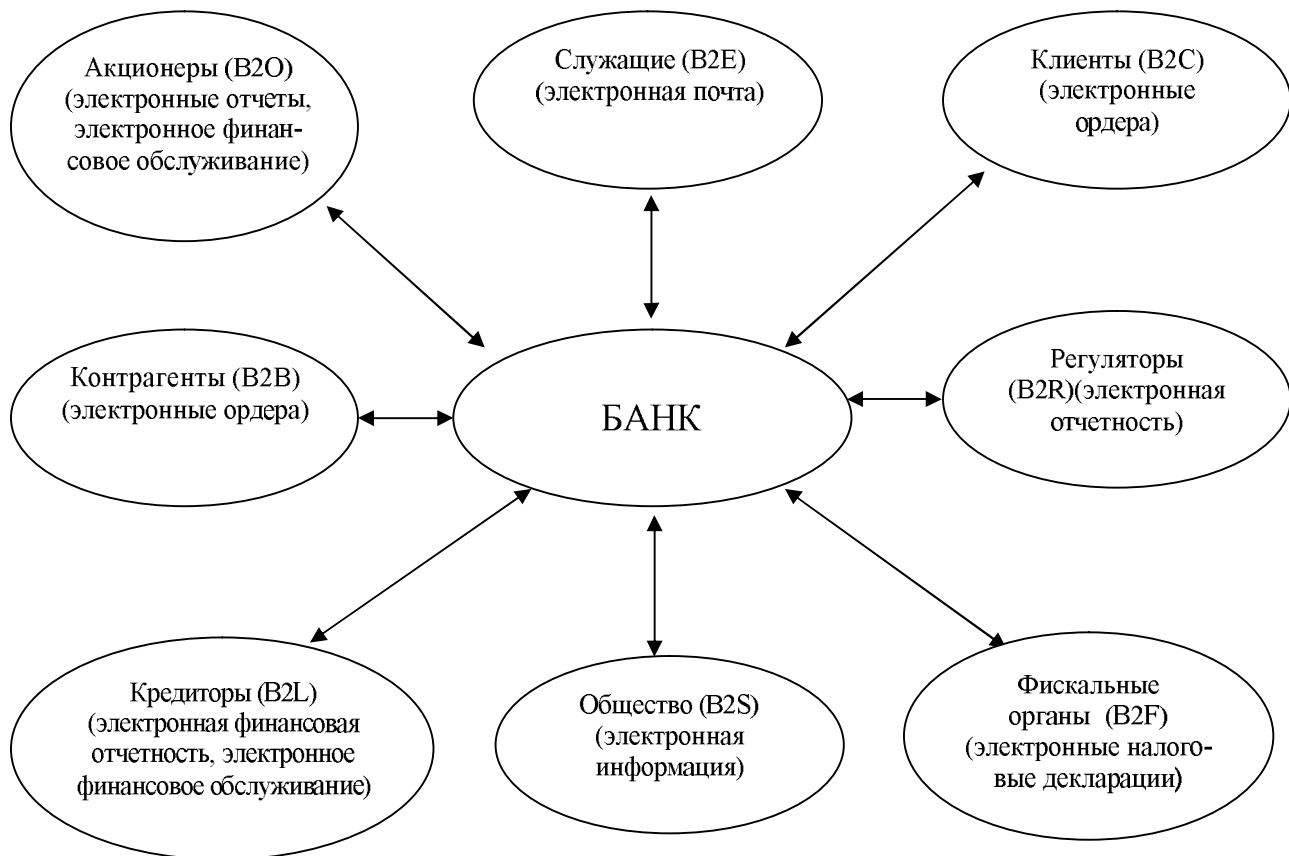 Акционеры (B2O)
(электронные отчеты,
электронное финан-
совое обслуживание)
Служащие (B2E)
(электронная почта)
Клиенты (B2C)
(электронные
ордера)
Контрагенты (B2B)
(электронные ордера)
БАНК
Регуляторы
(B2R)(электронная
отчетность)
Кредиторы (B2L)
(электронная финансовая
отчетность, электронное
финансовое обслуживание)
Общество (B2S)
(электронная
информация)
Фискальные
органы (B2F)
(электронные налого-
вые декларации)